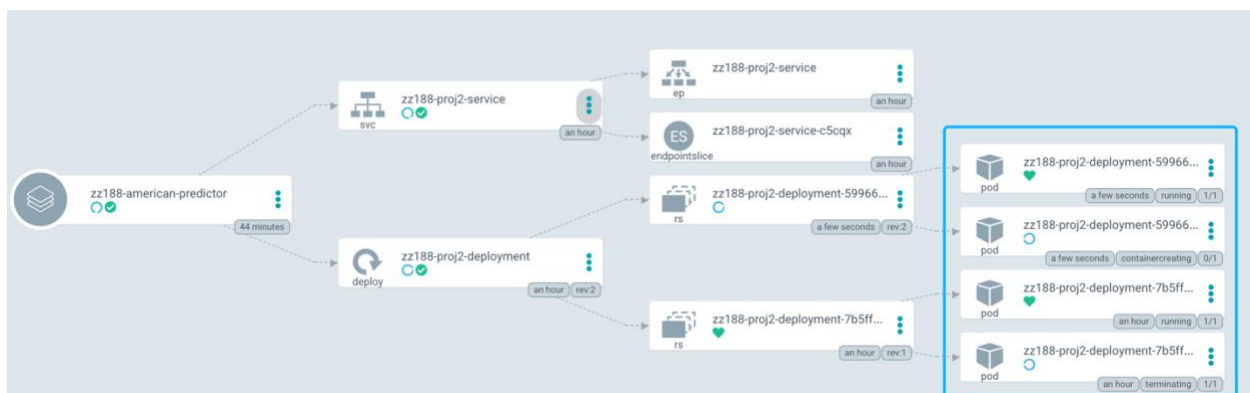 zz188-american-predictor
44 minutes
zz188-proj2-service
svc
an hour
zz188-proj2-deployment
deploy
an hour rev:2
zz188-proj2-service
ep
an hour
ES
zz188-proj2-service-c5cqx
endpointslice
an hour
zz188-proj2-deployment-59966...
rs
a few seconds rev:2
zz188-proj2-deployment-7b5ff...
rs
an hour rev:1
zz188-proj2-deployment-59966...
pod
a few seconds running 1/1
zz188-proj2-deployment-59966...
pod
a few seconds containercreating 0/1
zz188-proj2-deployment-7b5ff...
pod
an hour running 1/1
zz188-proj2-deployment-7b5ff...
pod
an hour terminating 1/1